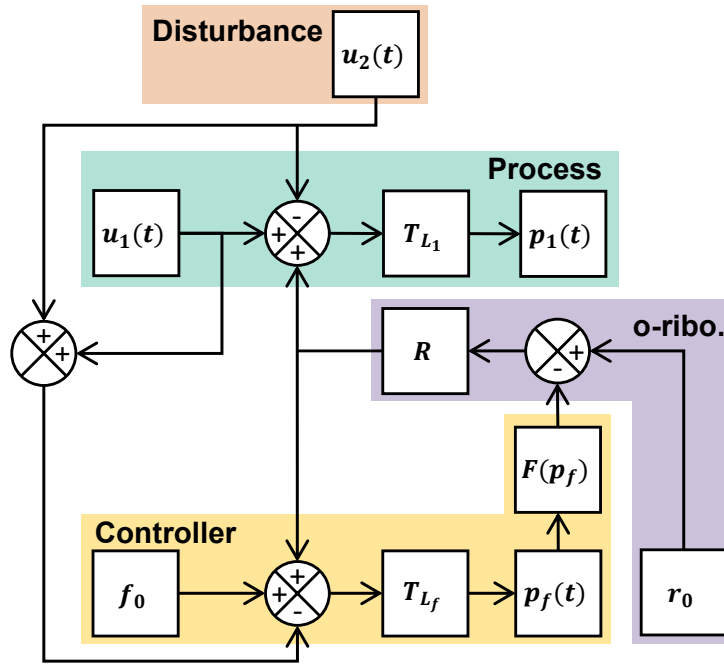 Disturbance
u₂(t)
Process
-
u₁(t)
+
+
T_{L₁}
p₁(t)
o-ribo.
+
+
R
+
-
F(p_f)
Controller
+
f₀
+
-
T_{L_f}
p_f(t)
r₀